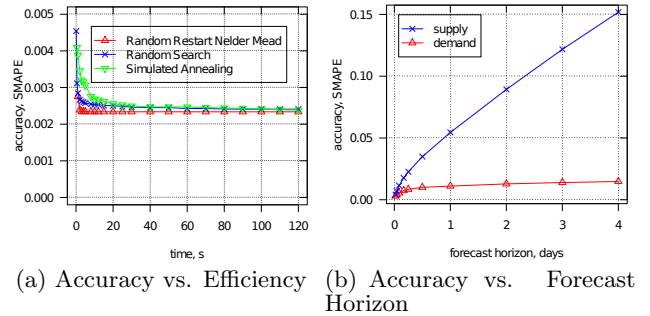 0.005
0.004
0.003
0.002
0.001
0.000
accuracy, SMAPE
Random Restart Nelder Mead
Random Search
Simulated Annealing
0 20 40 60 80 100 120
time, s
(a) Accuracy vs. Efficiency
0.15
0.10
0.05
0.00
accuracy, SMAPE
supply
demand
0 1 2 3 4
forecast horizon, days
(b) Accuracy vs. Forecast
Horizon